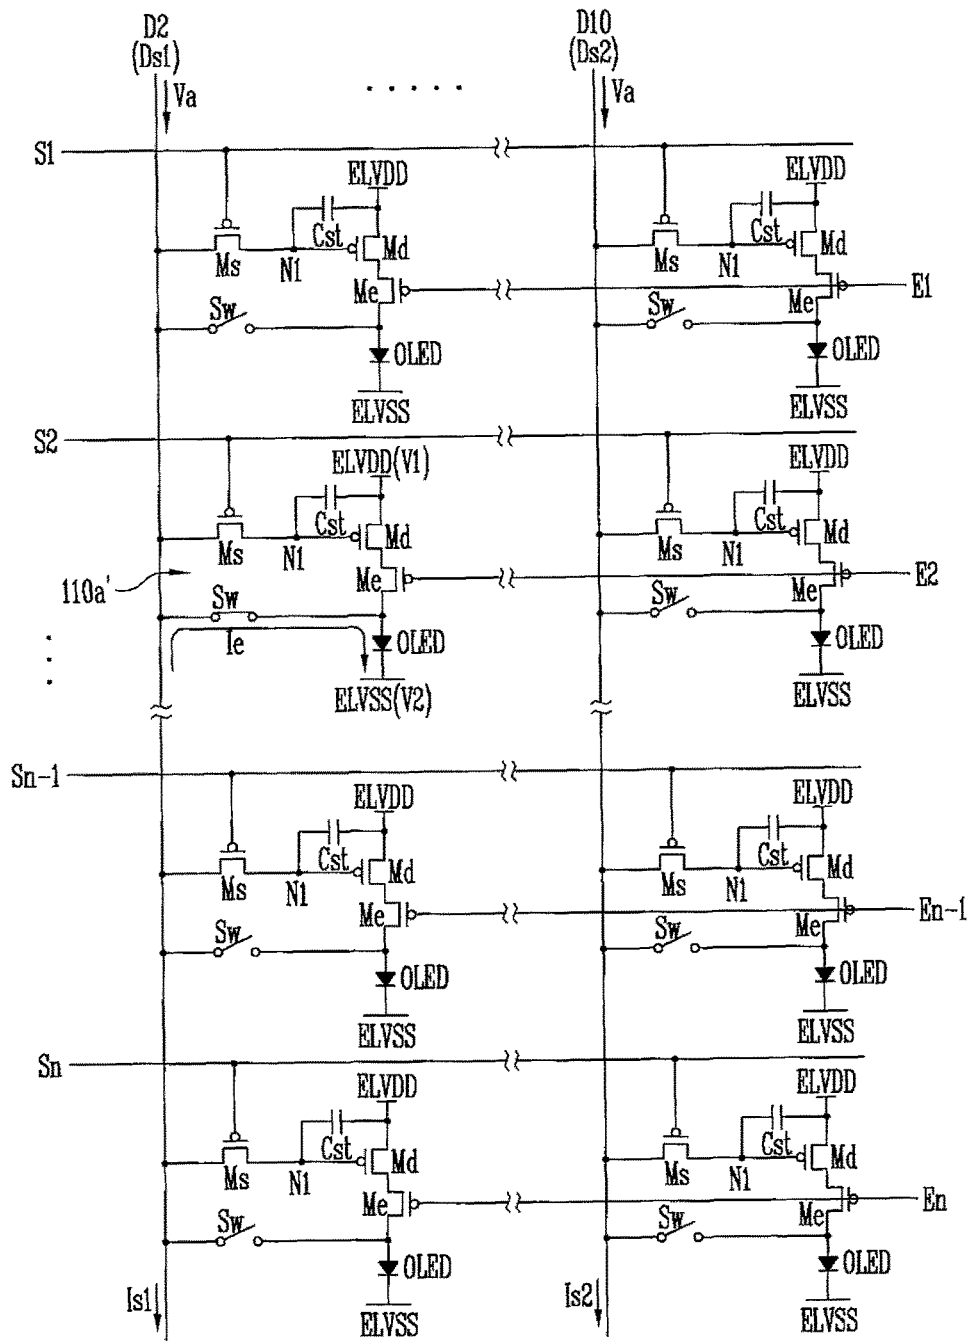 D2 D10
(Ds1) (Ds2)
Va Va
S1
ELVDD ELVDD
Cst Cst
Ms N1 Md Ms N1 Md
Me Me E1
Sw Sw
OLED OLED
ELVSS ELVSS
S2
ELVDD(V1) ELVDD
Cst Cst
Ms N1 Md Ms N1 Md
110a' Me Me E2
Sw Sw
Ie OLED OLED
ELVSS(V2) ELVSS
Sn-1
ELVDD ELVDD
Cst Cst
Ms N1 Md Ms N1 Md
Me Me En-1
Sw Sw
OLED OLED
ELVSS ELVSS
Sn
ELVDD ELVDD
Cst Cst
Ms N1 Md Ms N1 Md
Me Me En
Sw Sw
OLED OLED
Is1 Is2
ELVSS ELVSS